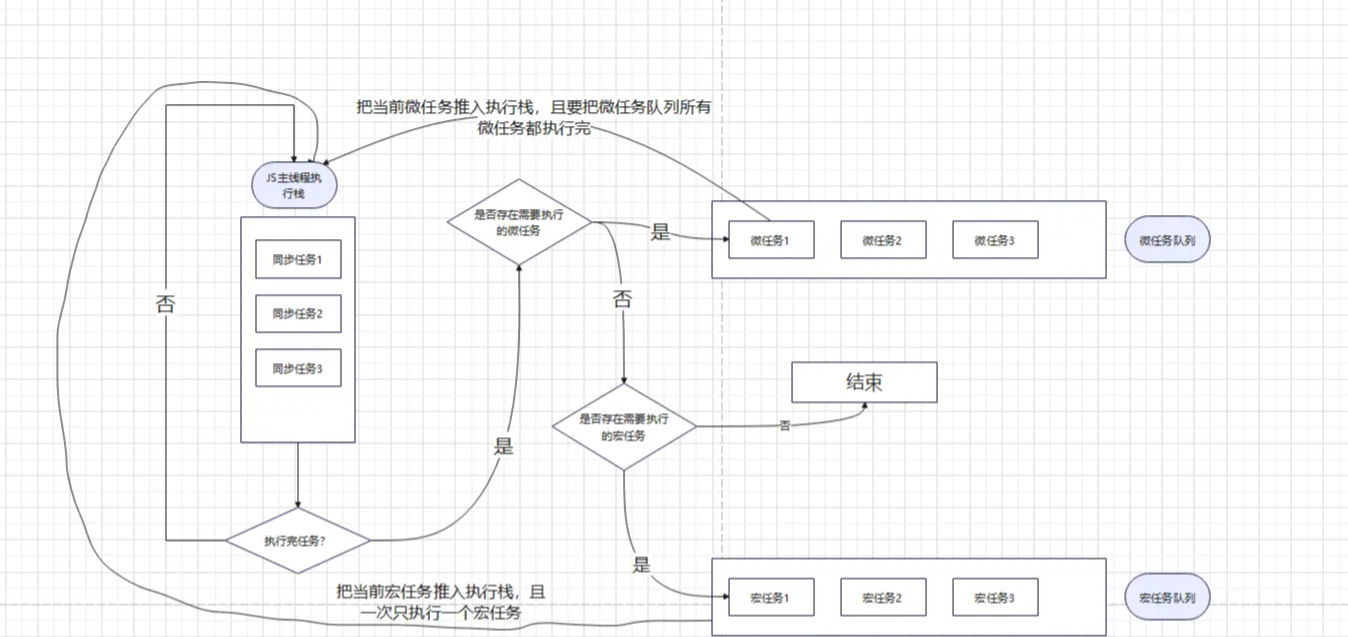 把当前微任务推入执行栈，且要把微任务队列所有
微任务都执行完
JS主线程执
行栈
同步任务1
同步任务2
同步任务3
否
执行完任务?
是
是否存在需要执行
的微任务
是
微任务1
微任务2
微任务3
微任务队列
否
是否存在需要执行
的宏任务
否
结束
是
把当前宏任务推入执行栈，且
一次只执行一个宏任务
宏任务1
宏任务2
宏任务3
宏任务队列